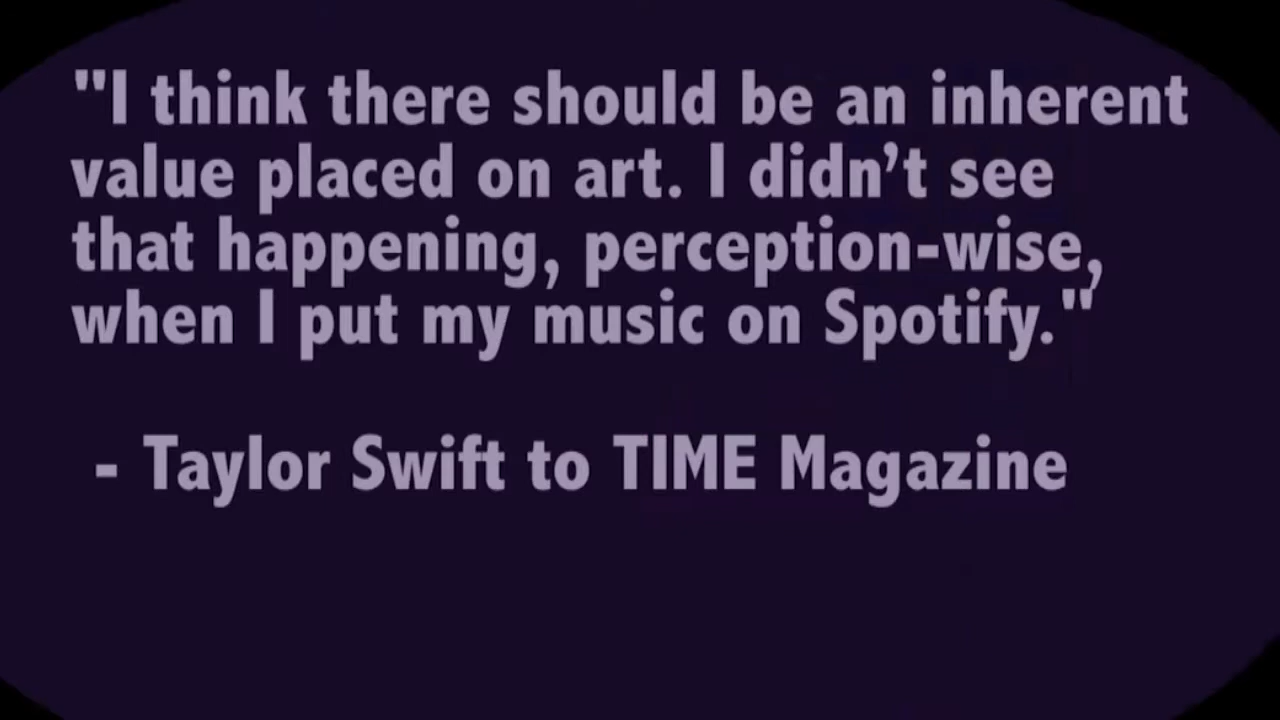 "I think there should be an inherent
value placed on art. I didn’t see
that happening, perception-wise,
when I put my music on Spotify."
- Taylor Swift to TIME Magazine